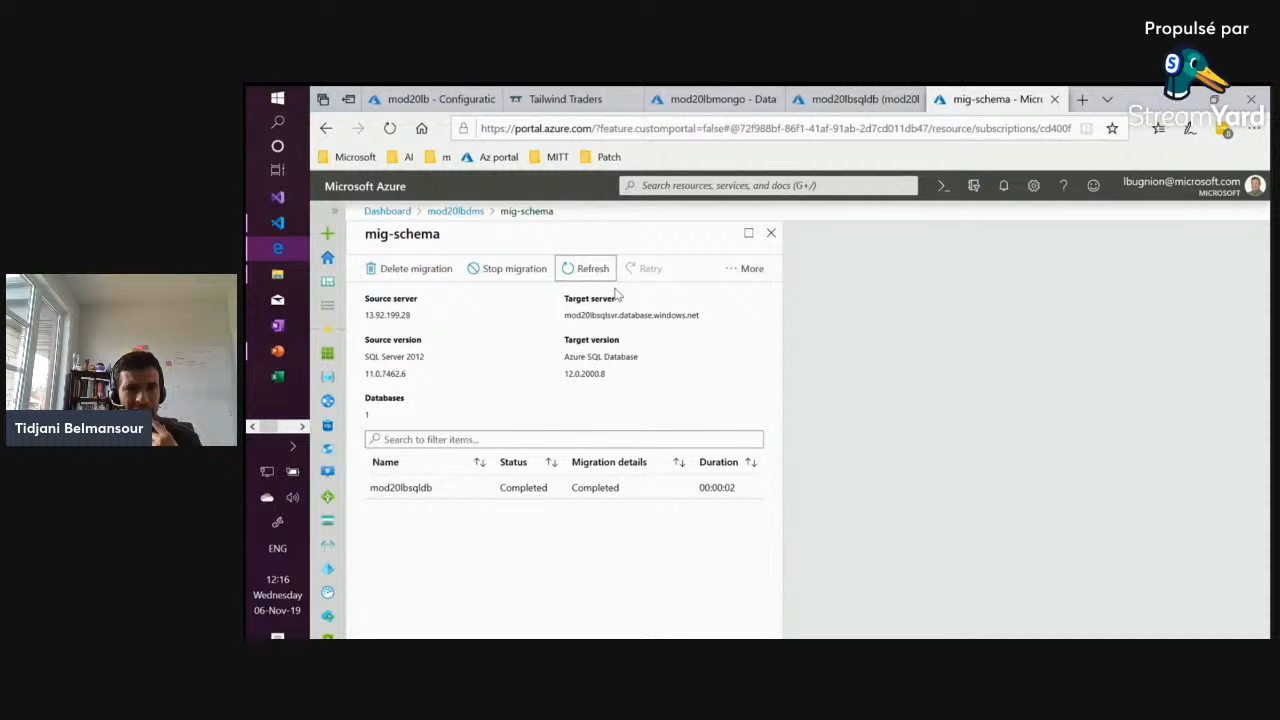 Propulsé par
StreamYard
mod20lb - Configuratic
Tailwind Traders
mod20lbmongo - Data
mod20lbsqldb (mod20l
mig-schema - Micr
https://portal.azure.com/?feature.customportal=false#@72f988bf-86f1-41af-91ab-2d7cd011db47/resource/subscriptions/cd400f
Microsoft
AI
m
Az portal
MITT
Patch
Microsoft Azure
Search resources, services, and docs (G+/)
lbugnion@microsoft.com
MICROSOFT
Dashboard > mod20lbdms > mig-schema
mig-schema
Delete migration
Stop migration
Refresh
Retry
··· More
Source server
Target server
13.92.199.28
mod20lbsqlsvr.database.windows.net
Source version
Target version
SQL Server 2012
Azure SQL Database
11.0.7462.6
12.0.2000.8
Databases
1
Search to filter items...
Name
Status
Migration details
Duration
mod20lbsqldb
Completed
Completed
00:00:02
Tidjani Belmansour
ENG
12:16
Wednesday
06-Nov-19